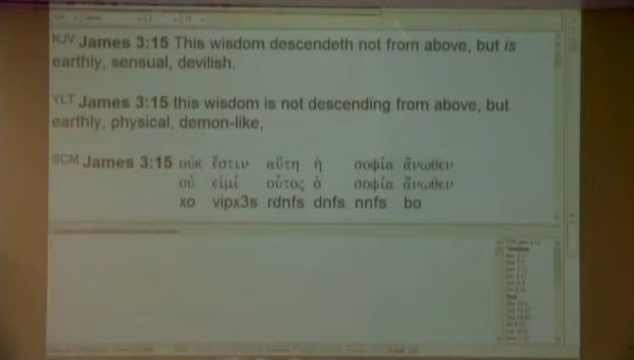 KJV James 3:15 This wisdom descendeth not from above, but is
earthly, sensual, devilish.
YLT James 3:15 this wisdom is not descending from above, but
earthly, physical, demon-like,
SCM James 3:15 οὐκ ἔστιν αὕτη ἡ σοφία ἄνωθεν
οὐ εἰμί οὗτος ὁ σοφία ἄνωθεν
xo vipx3s rdnfs dnfs nnfs bo